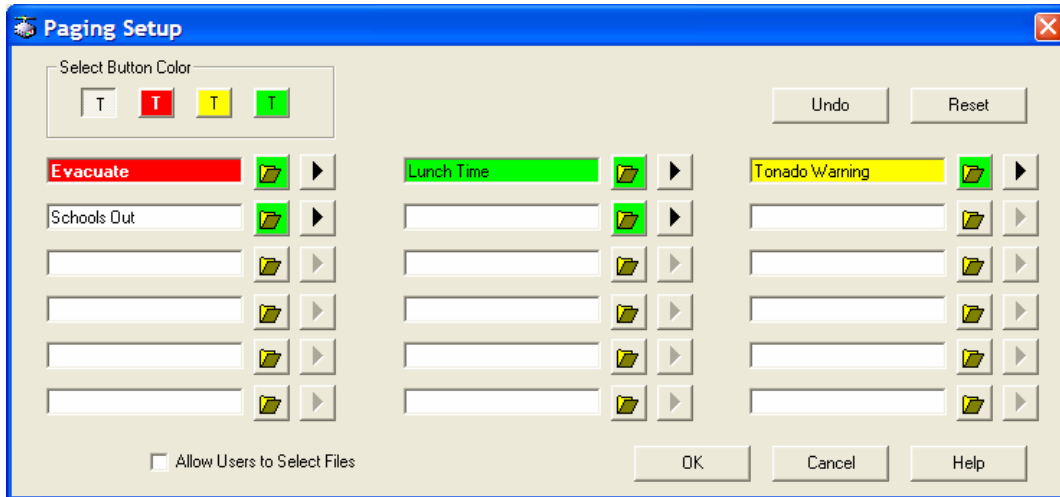 Paging Setup
Select Button Color
T T T T
Undo Reset
Evacuate Lunch Time Tonado Warning
Schools Out
Allow Users to Select Files
OK Cancel Help